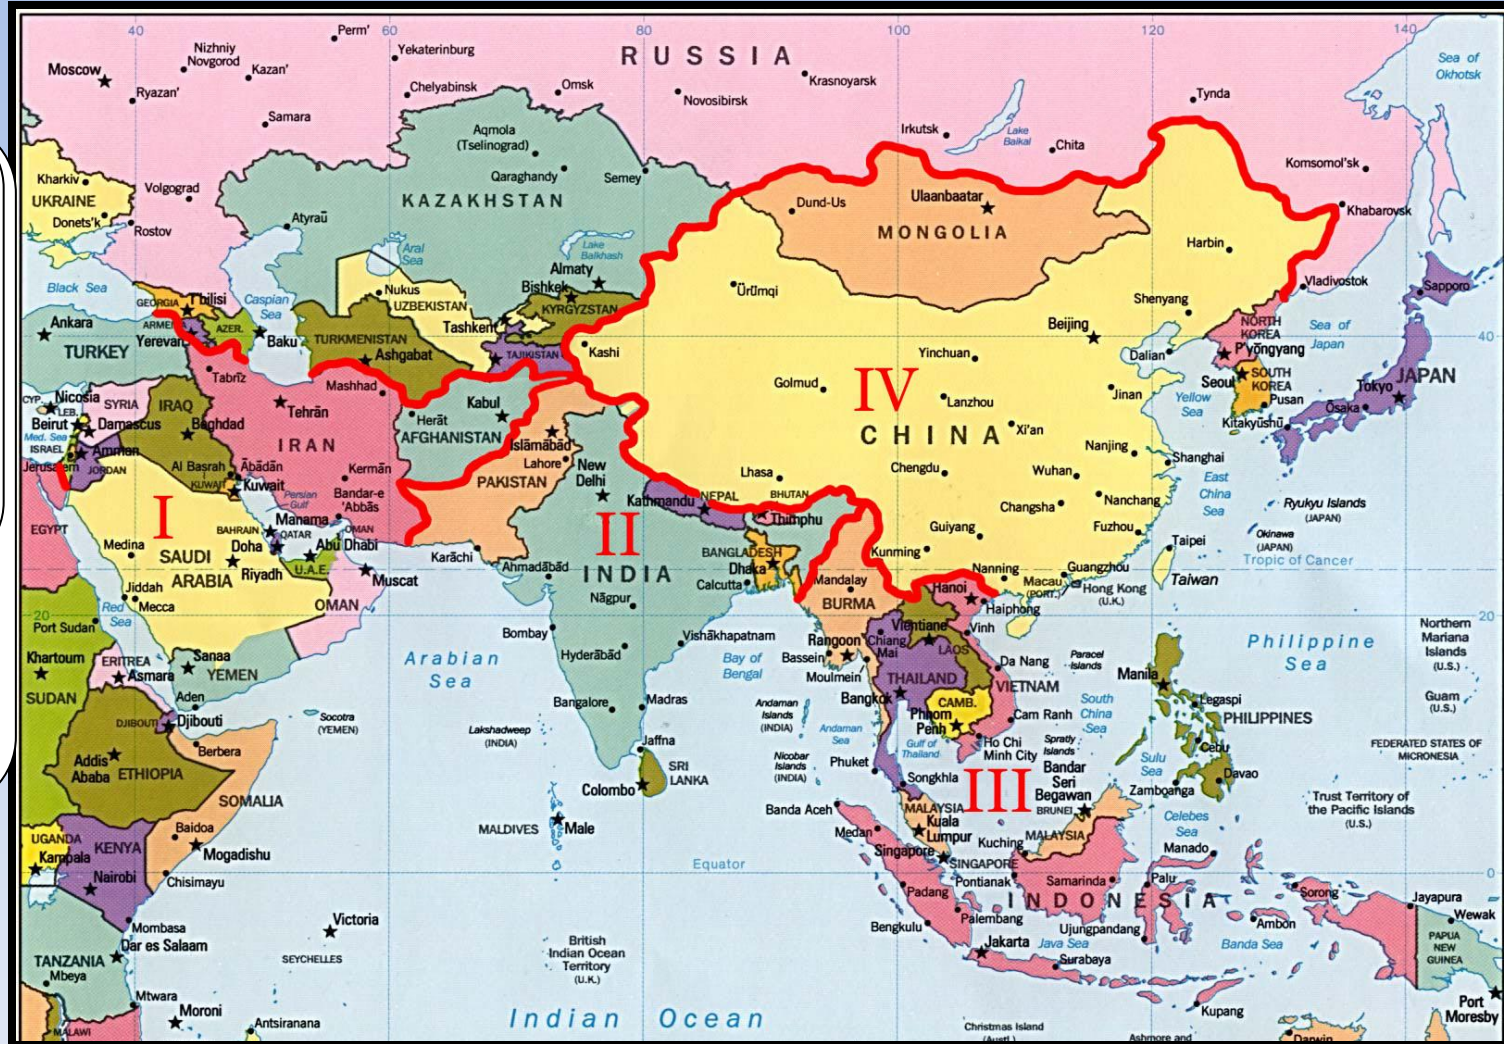 40
60
80
100
120
140
Perm'
Nizhniy
Novgorod
Yekaterinburg
RUSSIA
Sea of
Okhotsk
Moscow
Kazan'
Krasnoyarsk
Ryazan'
Chelyabinsk
Omsk
Novosibirsk
Tynda
Samara
Aqmola
(Tselinograd)
Irkutsk
Lake
Baikal
Chita
Kharkiv
Volgograd
Qaraghandy
Semey
Komsomol'sk
UKRAINE
KAZAKHSTAN
Ulaanbaatar
Dund-Us
Khabarovsk
Donets'k
Rostov
Atyraū
MONGOLIA
Harbin
Aral
Sea
Lake
Balkhash
Almaty
Bishkek
Black Sea
Caspian
Sea
Nukus
Ürümqi
Vladivostok
Sapporo
GEORGIA
T'bilisi
UZBEKISTAN
KYRGYZSTAN
Shenyang
Ankara
ARMENIA
AZER.
Yerevan
Baku
TURKMENISTAN
Tashkent
Beijing
NORTH
KOREA
Sea of
Japan
40
TURKEY
Ashgabat
TAJIKISTAN
Kashi
Yinchuan
Dalian
P'yŏngyang
Tabrīz
Mashhad
Golmud
IV
Jinan
Seoul
SOUTH
KOREA
Tokyo
JAPAN
CYP.
Nicosia
SYRIA
IRAQ
Tehrān
Kabul
Lanzhou
Yellow
Sea
Pusan
Ōsaka
LEB.
Beirut
Damascus
Baghdad
Herāt
AFGHANISTAN
CHINA
Xi'an
Kitakyūshū
Med. Sea
ISRAEL
Amman
IRAN
Islāmābād
Nanjing
Jerusalem
JORDAN
Al Basrah
Ābādān
Kermān
Lahore
New
Delhi
Lhasa
Chengdu
Wuhan
Shanghai
KUWAIT
Kuwait
PAKISTAN
East
China
Sea
EGYPT
I
Persian
Gulf
Bandar-e
'Abbās
Kathmandu
NEPAL
BHUTAN
Thimphu
Changsha
Nanchang
Ryukyu Islands
(JAPAN)
BAHRAIN
Manama
OMAN
II
Guiyang
Fuzhou
Medina
SAUDI
ARABIA
Doha
QATAR
Abu Dhabi
Karāchi
BANGLADESH
Kunming
Taipei
Okinawa
(JAPAN)
Riyadh
U.A.E.
Ahmadābād
INDIA
Dhaka
Nanning
Guangzhou
Tropic of Cancer
Muscat
Calcutta
Mandalay
Hanoi
Macau
(PORT.)
Hong Kong
(U.K.)
Taiwan
Jiddah
Mecca
OMAN
Nāgpur
BURMA
Haiphong
20
20
Red
Sea
Port Sudan
Bombay
Vishākhapatnam
Rangoon
Chiang
Mai
Vientiane
Vinh
Philippine
Sea
Northern
Mariana
Islands
(U.S.)
Khartoum
ERITREA
Asmara
Sanaa
YEMEN
Arabian
Sea
Hyderābād
Bay of
Bengal
Bassein
Moulmein
LAOS
Da Nang
Paracel
Islands
Manila
SUDAN
Aden
Bangalore
Madras
THAILAND
VIETNAM
Legaspi
Guam
(U.S.)
DJIBOUTI
Djibouti
Socotra
(YEMEN)
Lakshadweep
(INDIA)
Andaman
Islands
(INDIA)
Bangkok
CAMB.
Phnom
Penh
Cam Ranh
South
China
Sea
PHILIPPINES
Addis
Ababa
ETHIOPIA
Berbera
Jaffna
Andaman
Sea
Gulf of
Thailand
Ho Chi
Minh City
Spratly
Islands
Cebu
FEDERATED STATES OF
MICRONESIA
SRI
LANKA
Nicobar
Islands
(INDIA)
Phuket
Songkhla
III
Bandar
Seri
Begawan
Sulu
Sea
Davao
SOMALIA
Colombo
Banda Aceh
MALAYSIA
Kuala
Lumpur
BRUNEI
Zamboanga
Trust Territory of
the Pacific Islands
(U.S.)
UGANDA
Kampala
KENYA
Baidoa
MALDIVES
Male
Medan
Kuching
MALAYSIA
Celebes
Sea
Mogadishu
Equator
Singapore
SINGAPORE
Manado
0
Nairobi
Chisimayu
Pontianak
Samarinda
Palu
Sorong
Padang
INDONESIA
Jayapura
Mombasa
Victoria
Bengkulu
Palembang
Ujungpandang
Ambon
Wewak
Dar es Salaam
TANZANIA
SEYCHELLES
British
Indian Ocean
Territory
(U.K.)
Jakarta
Java Sea
Banda Sea
PAPUA
NEW
GUINEA
Mbeya
Surabaya
Mtwara
Moroni
Indian Ocean
Kupang
Port
Moresby
MALAWI
Antsiranana
Christmas Island
(Austl.)
Ashmore and
Darwin